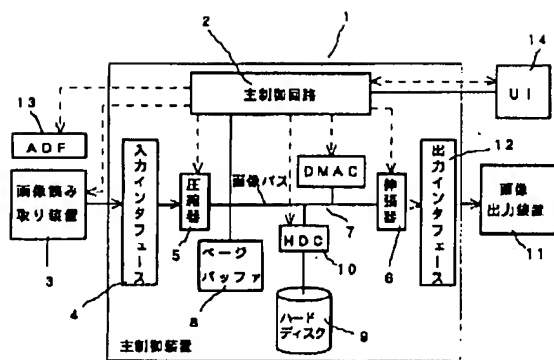 1
2
主制御回路
14
UI
13
ADF
画像読み
取り装置
3
入力インタフェース
4
圧縮器
5
画像バス
DMAC
7
伸張器
6
12
出力インタフェース
画像
出力装置
11
ページ
バッファ
8
HDC
10
ハード
ディスク
9
主制御装置